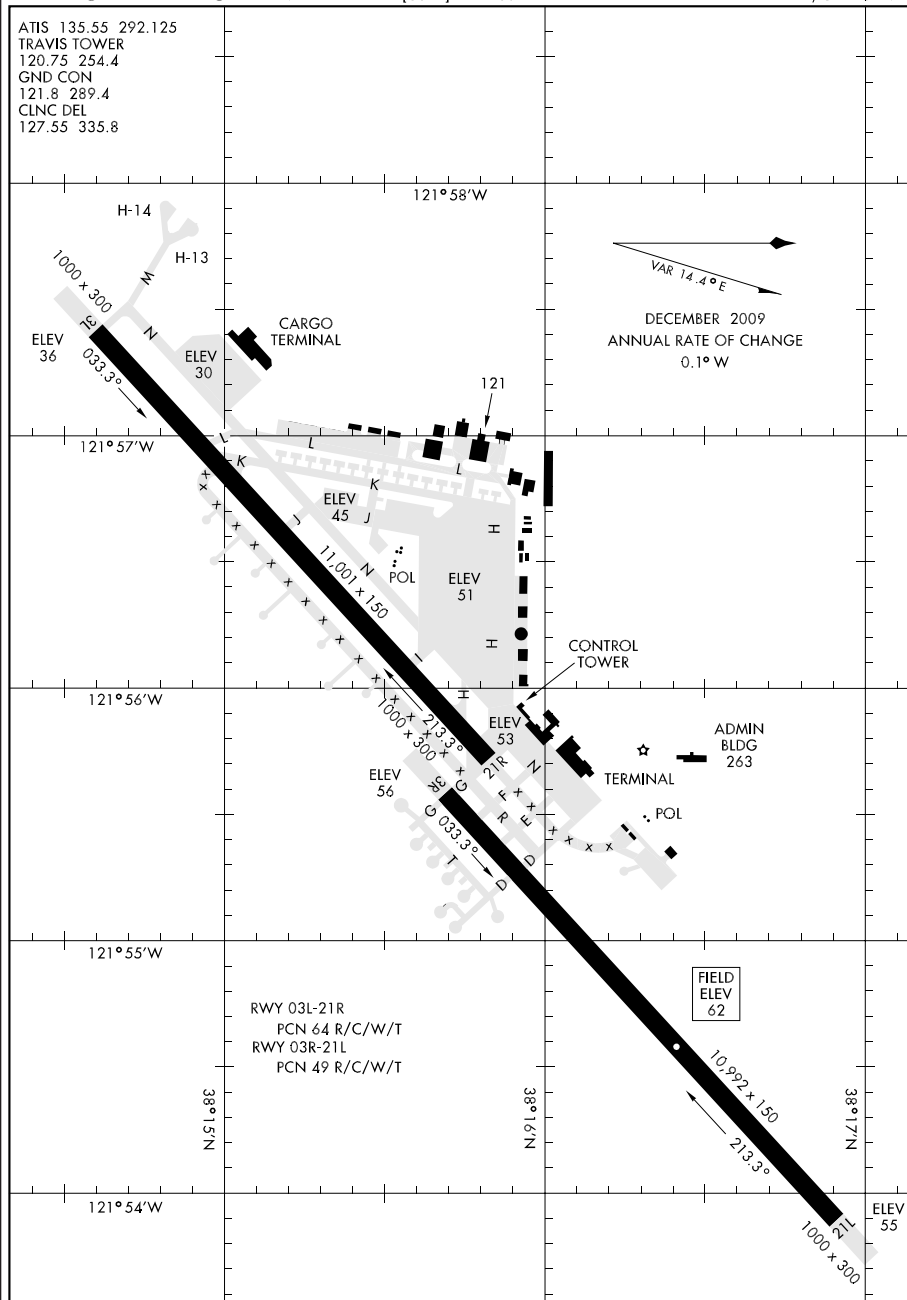 ATIS 135.55 292.125
TRAVIS TOWER
120.75 254.4
GND CON
121.8 289.4
CLNC DEL
127.55 335.8
121°58'W
H-14
H-13
M
N
1000 x 300
3L
033.3°
ELEV
36
ELEV
30
CARGO
TERMINAL
VAR 14.4° E
DECEMBER 2009
ANNUAL RATE OF CHANGE
0.1° W
121
121°57'W
L
L
L
K
K
ELEV
45
J
J
H
11,001 x 150
N
POL
ELEV
51
H
I
CONTROL
TOWER
H
121°56'W
213.3°
1000 x 300
ELEV
53
21R
N
ADMIN
BLDG
263
TERMINAL
ELEV
56
3R
G
G
F
R
E
POL
033.3°
T
D
D
121°55'W
FIELD
ELEV
62
RWY 03L-21R
PCN 64 R/C/W/T
RWY 03R-21L
PCN 49 R/C/W/T
10,992 x 150
38°15'N
38°16'N
38°17'N
213.3°
121°54'W
21L
ELEV
55
1000 x 300